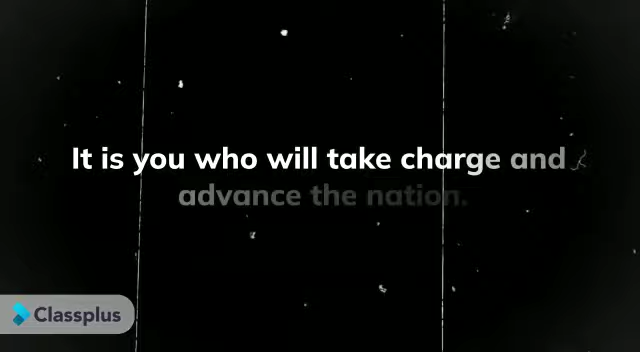 It is you who will take charge and
advance the nation.
Classplus